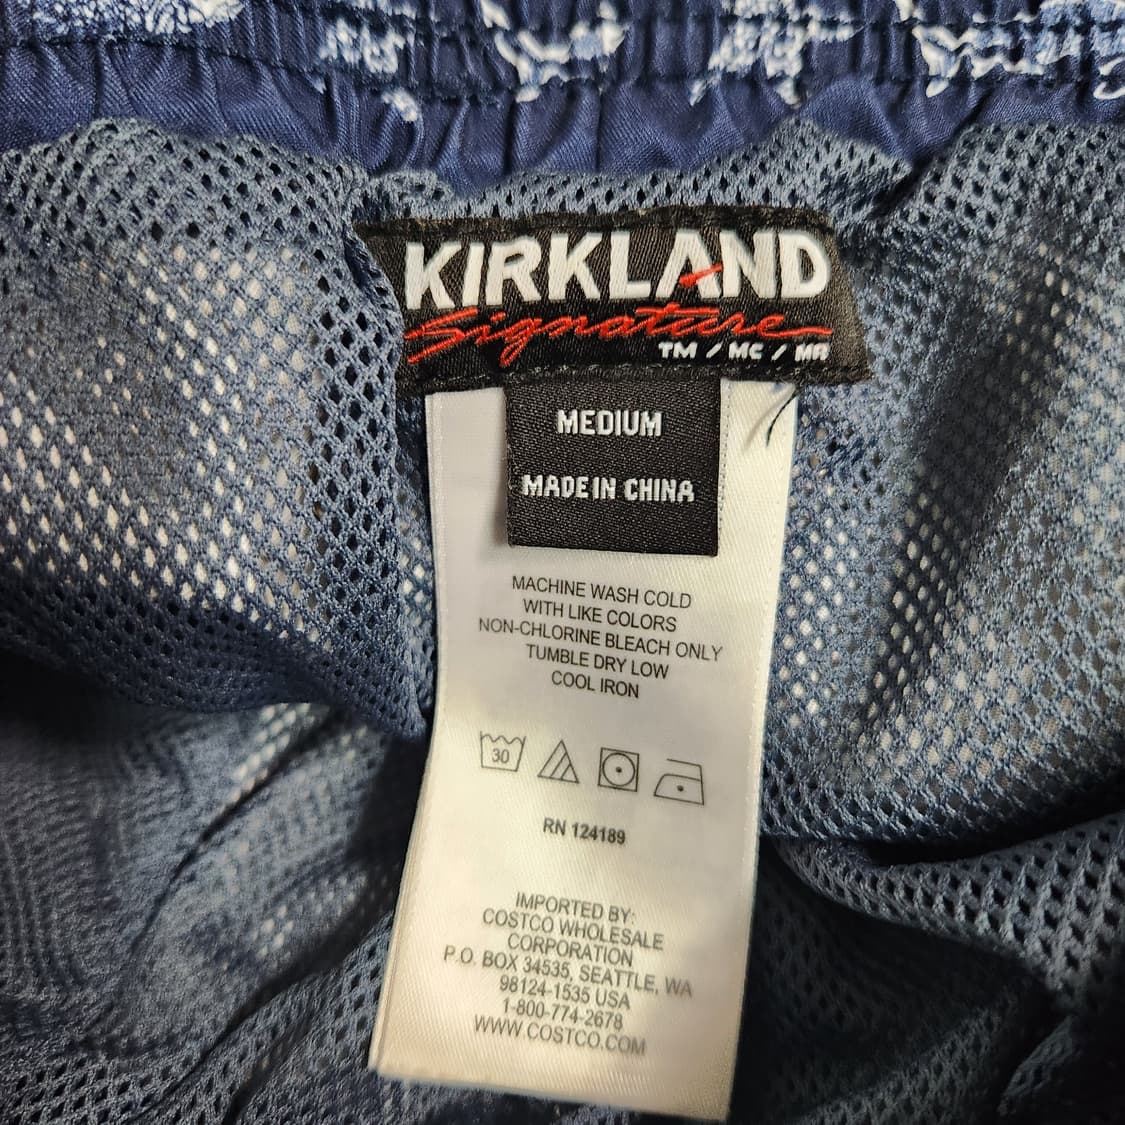 KIRKLAND
Signature
TM / MC / MR
MEDIUM
MADE IN CHINA
MACHINE WASH COLD
WITH LIKE COLORS
NON-CHLORINE BLEACH ONLY
TUMBLE DRY LOW
COOL IRON
30
RN 124189
IMPORTED BY:
COSTCO WHOLESALE
CORPORATION
P.O. BOX 34535, SEATTLE, WA
98124-1535 USA
1-800-774-2678
WWW.COSTCO.COM